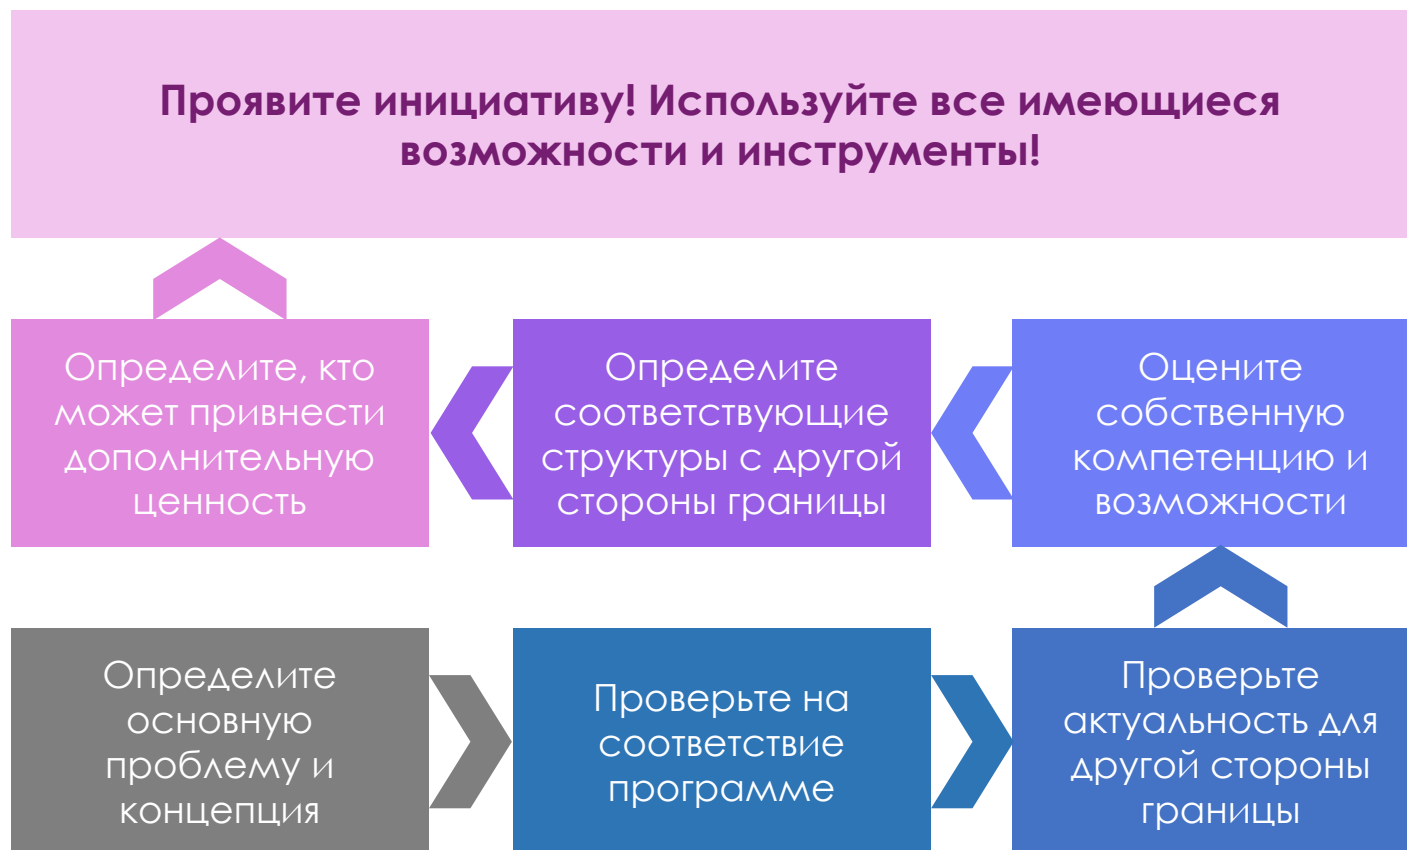 Проявите инициативу! Используйте все имеющиеся
возможности и инструменты!
Определите, кто
может привнести
дополнительную
ценность
Определите
соответствующие
структуры с другой
стороны границы
Оцените
собственную
компетенцию и
возможности
Определите
основную
проблему и
концепция
Проверьте на
соответствие
программе
Проверьте
актуальность для
другой стороны
границы